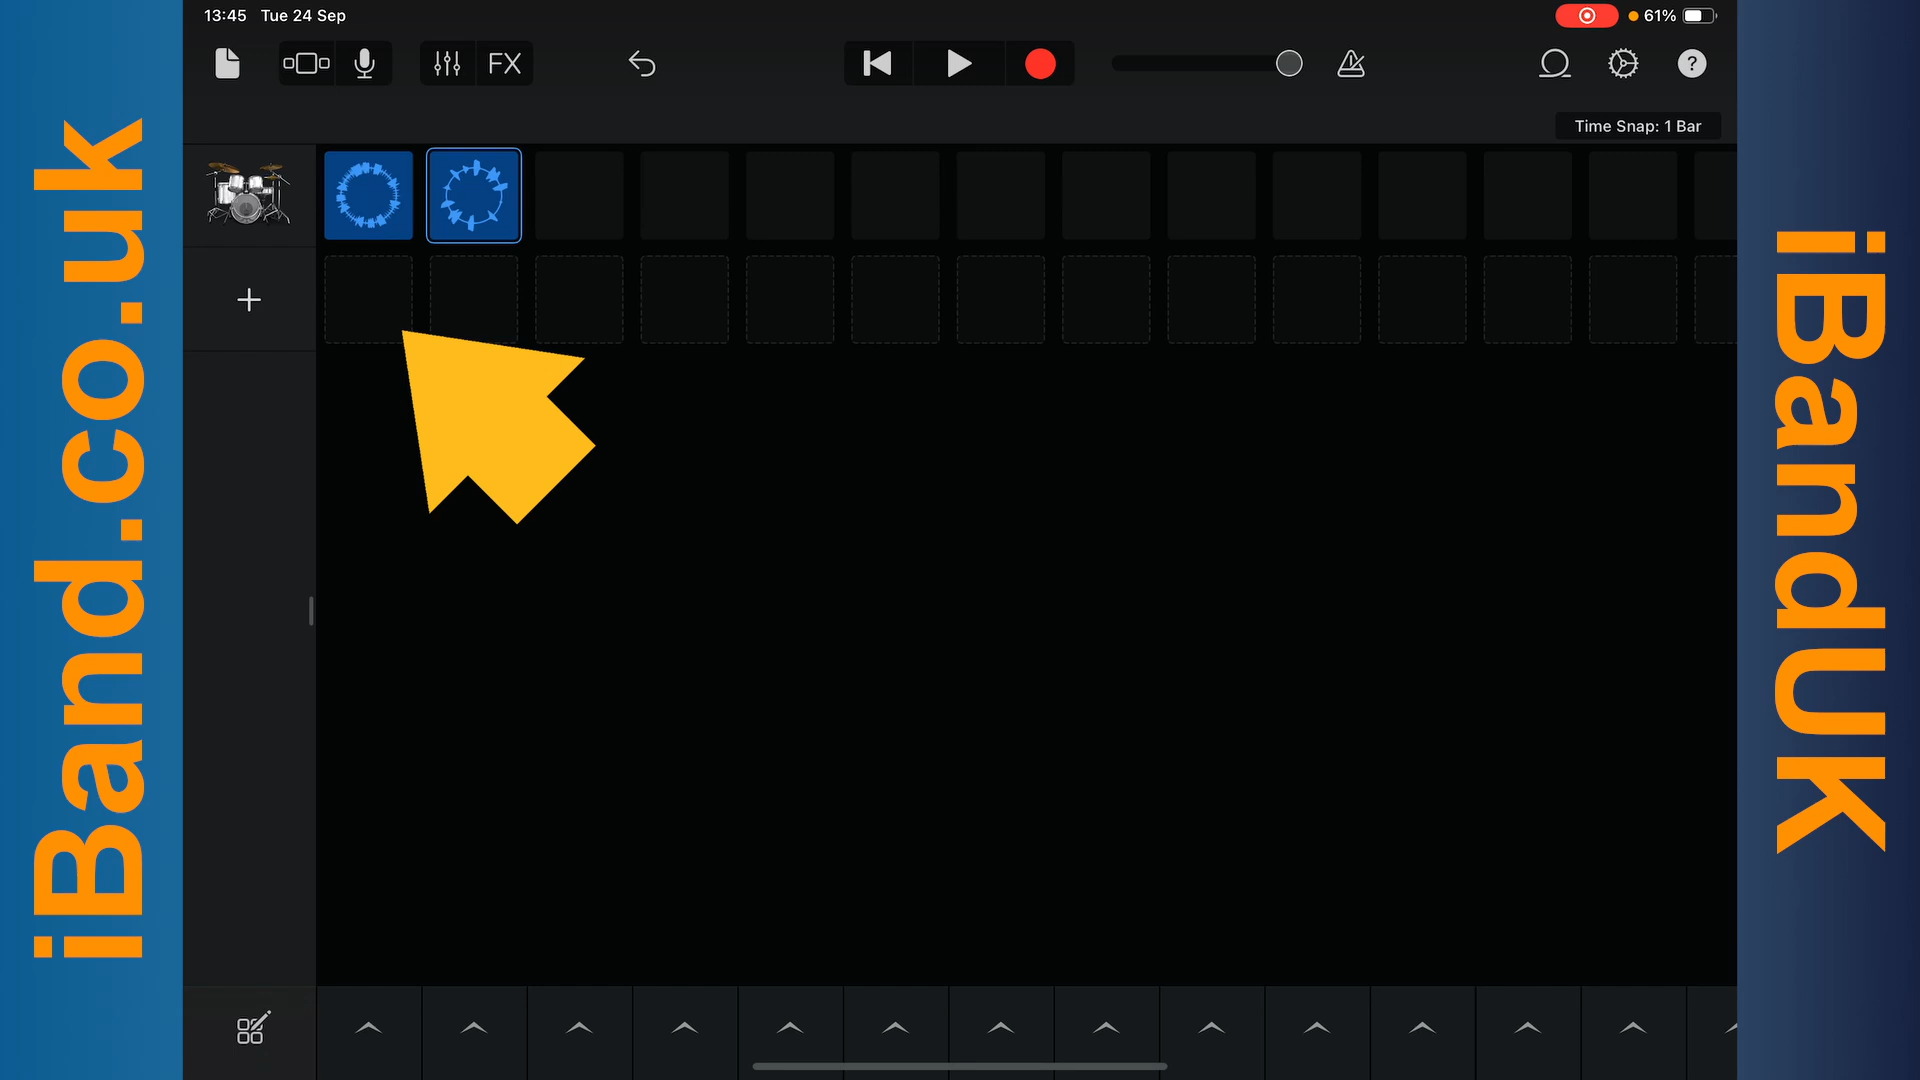 iBand.co.uk
13:45 Tue 24 Sep
61%
FX
?
Time Snap: 1 Bar
iBandUK